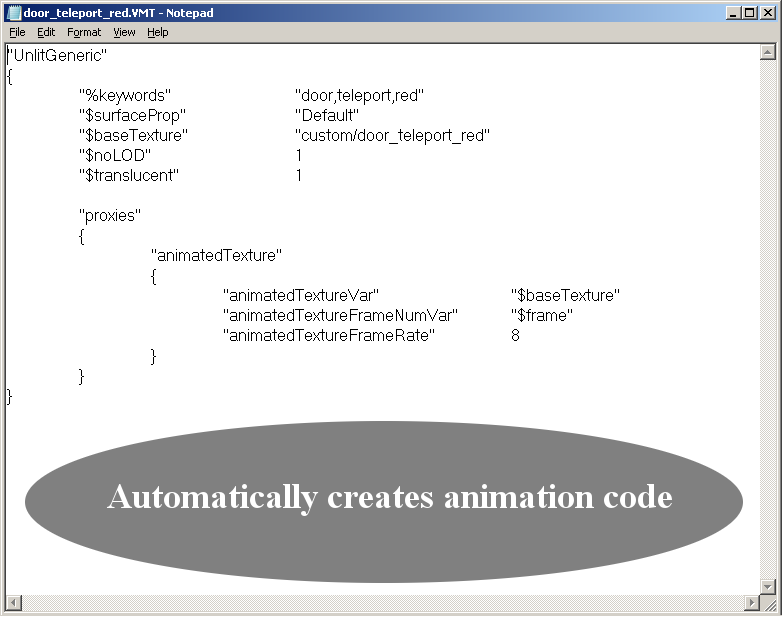 door_teleport_red.VMT - Notepad
File Edit Format View Help
"UnlitGeneric"
{
"%keywords" "door,teleport,red"
"$surfaceProp" "Default"
"$baseTexture" "custom/door_teleport_red"
"$noLOD" 1
"$translucent" 1
"proxies"
{
"animatedTexture"
{
"animatedTextureVar" "$baseTexture"
"animatedTextureFrameNumVar" "$frame"
"animatedTextureFrameRate" 8
}
}
}
Automatically creates animation code